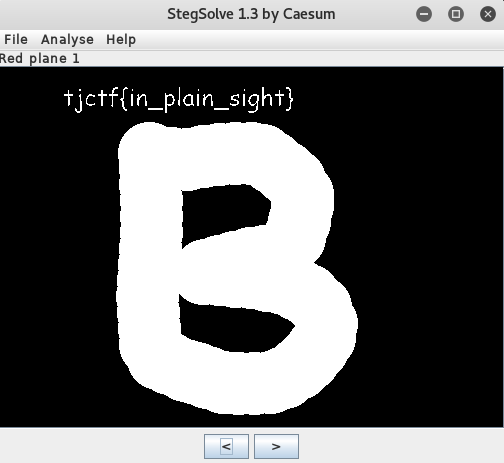 StegSolve 1.3 by Caesum
File Analyse Help
Red plane 1
tjctf{in_plain_sight}
B
< >